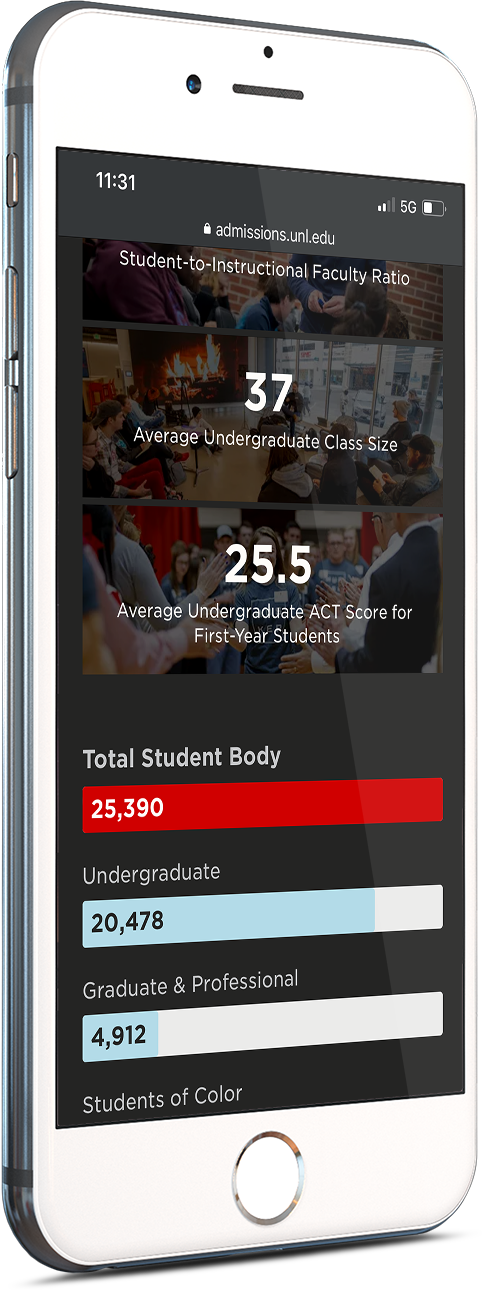 11:31
5G
admissions.unl.edu
Student-to-Instructional Faculty Ratio
37
Average Undergraduate Class Size
25.5
Average Undergraduate ACT Score for
First-Year Students
Total Student Body
25,390
Undergraduate
20,478
Graduate & Professional
4,912
Students of Color